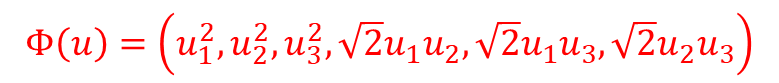 Φ(u) = (u₁², u₂², u₃², √2u₁u₂, √2u₁u₃, √2u₂u₃)